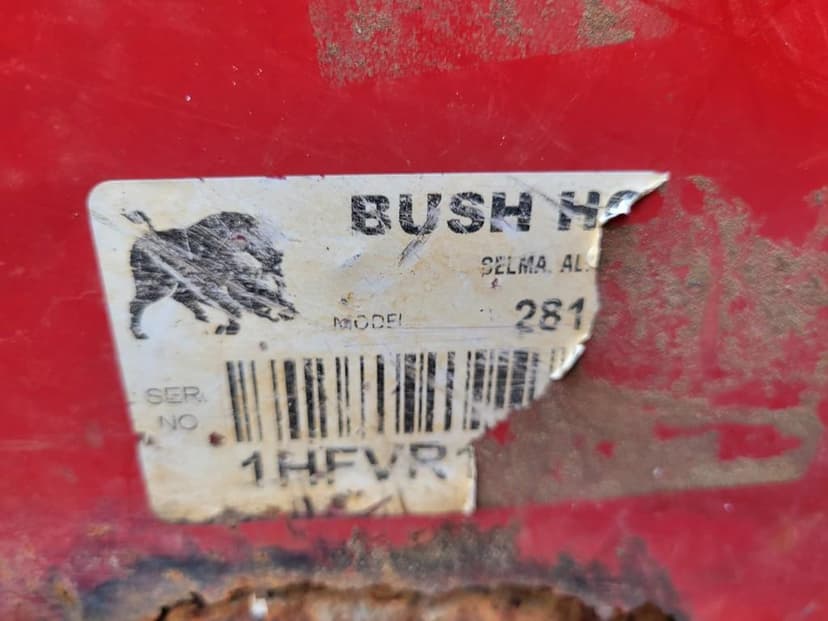 BUSH HO
SELMA, AL.
MODEL 281
SER.
NO
1HFVR1